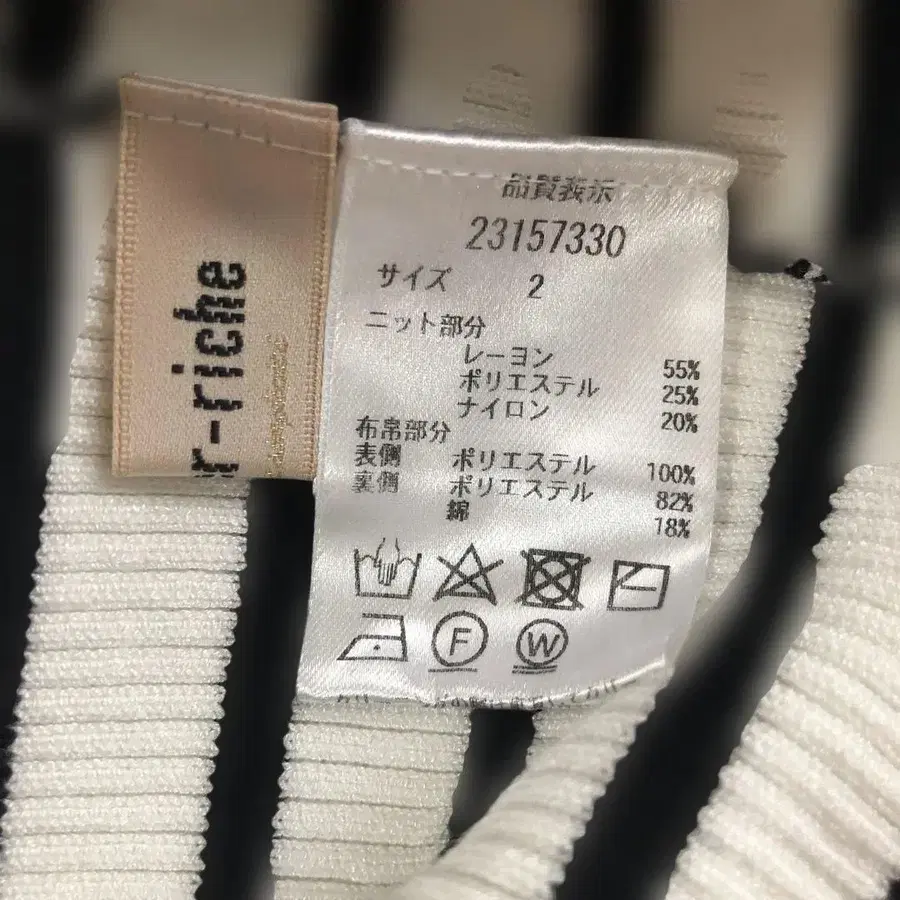 r-riche
品質表示
23157330
サイズ 2
ニット部分
レーヨン 55%
ポリエステル 25%
ナイロン 20%
布帛部分
表側 ポリエステル 100%
裏側 ポリエステル 82%
綿 18%
F W